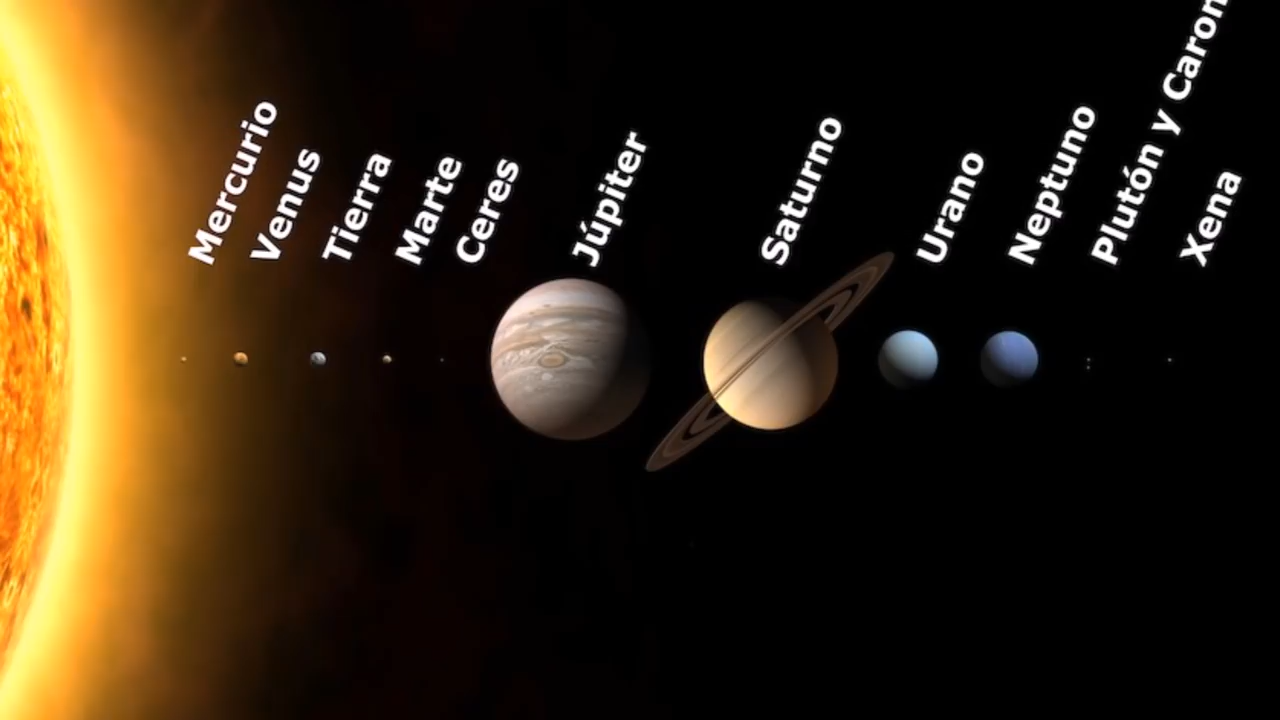 Mercurio
Venus
Tierra
Marte
Ceres
Júpiter
Saturno
Urano
Neptuno
Plutón y Caron
Xena